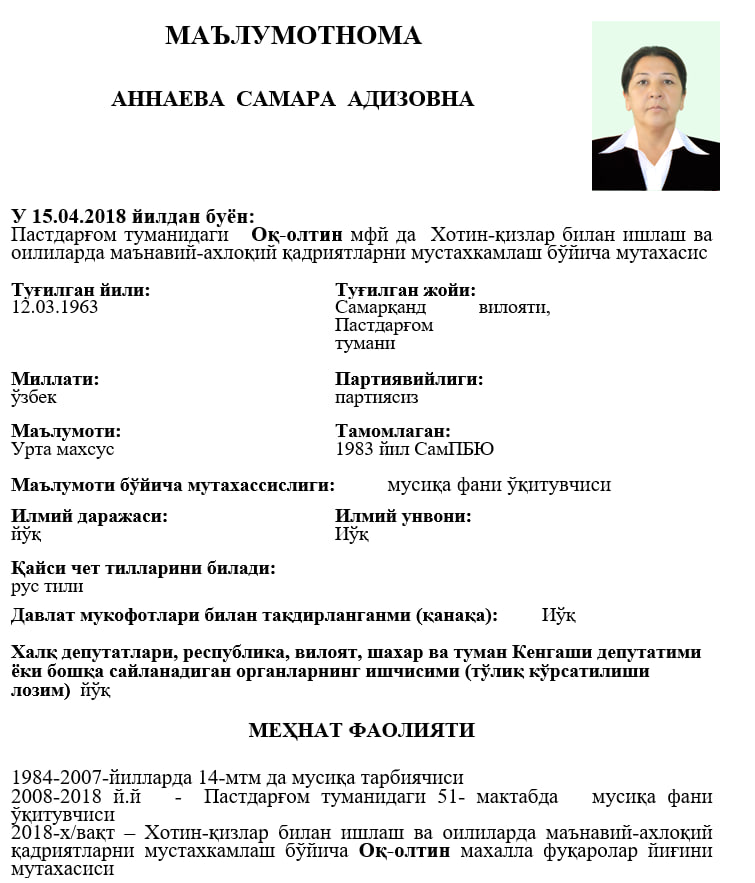 МАЪЛУМОТНОМА
АННАЕВА САМАРА АДИЗОВНА
У 15.04.2018 йилдан буён:
Пастдарғом туманидаги Оқ-олтин мфй да Хотин-қизлар билан ишлаш ва
оилиларда маънавий-ахлоқий қадриятларни мустахкамлаш бўйича мутахасис
Туғилган йили: Туғилган жойи:
12.03.1963 Самарқанд вилояти,
Пастдарғом
тумани
Миллати: Партиявийлиги:
ўзбек партиясиз
Маълумоти: Тамомлаган:
Урта махсус 1983 йил СамПБЮ
Маълумоти бўйича мутахассислиги: мусиқа фани ўқитувчиси
Илмий даражаси: Илмий унвони:
йўқ Иўқ
Қайси чет тилларини билади:
рус тили
Давлат мукофотлари билан тақдирланганми (қанақа): Иўқ
Халқ депутатлари, республика, вилоят, шахар ва туман Кенгаши депутатими
ёки бошқа сайланадиган органларнинг ишчисими (тўлиқ кўрсатилиши
лозим) йўқ
МЕҲНАТ ФАОЛИЯТИ
1984-2007-йилларда 14-мтм да мусиқа тарбиячиси
2008-2018 й.й - Пастдарғом туманидаги 51- мактабда мусиқа фани
ўқитувчиси
2018-х/вақт – Хотин-қизлар билан ишлаш ва оилиларда маънавий-ахлоқий
қадриятларни мустахкамлаш бўйича Оқ-олтин махалла фуқаролар йиғини
мутахасиси